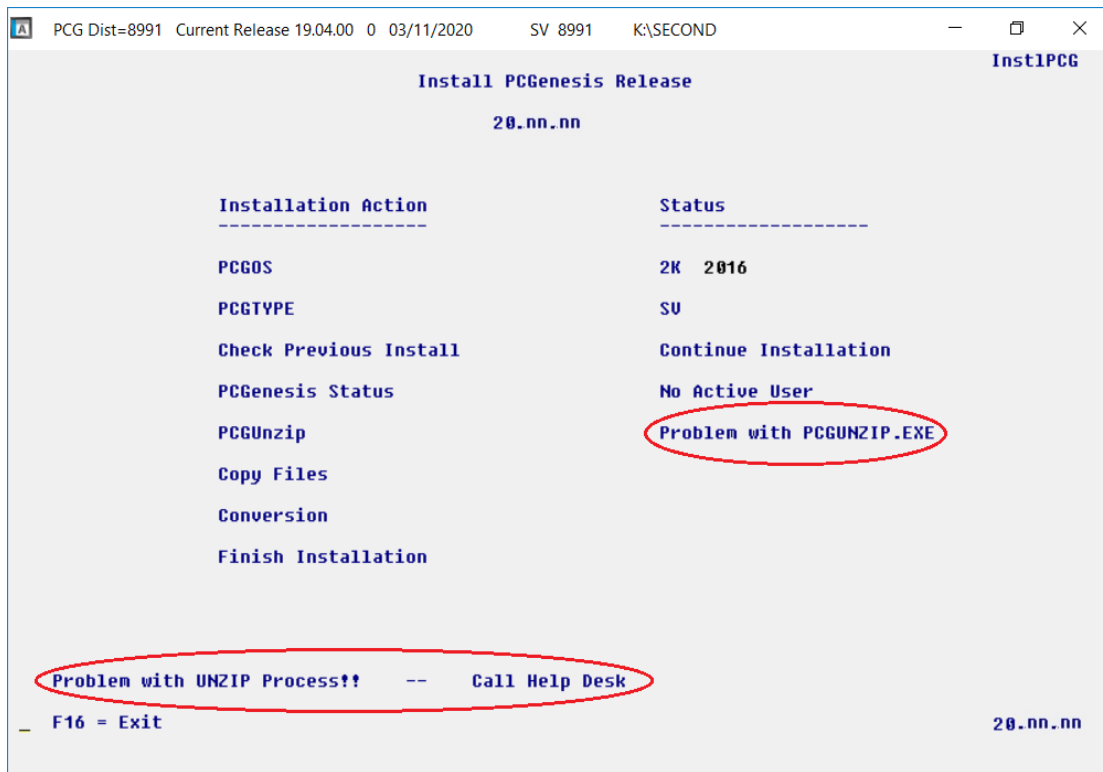 PCG Dist=8991 Current Release 19.04.00 0 03/11/2020 SV 8991 K:\SECOND
InstlPCG
Install PCGenesis Release
20.nn.nn
Installation Action Status
------------------- -------------------
PCGOS 2K 2016
PCGTYPE SV
Check Previous Install Continue Installation
PCGenesis Status No Active User
PCGUnzip Problem with PCGUNZIP.EXE
Copy Files
Conversion
Finish Installation
Problem with UNZIP Process!! -- Call Help Desk
_ F16 = Exit 20.nn.nn